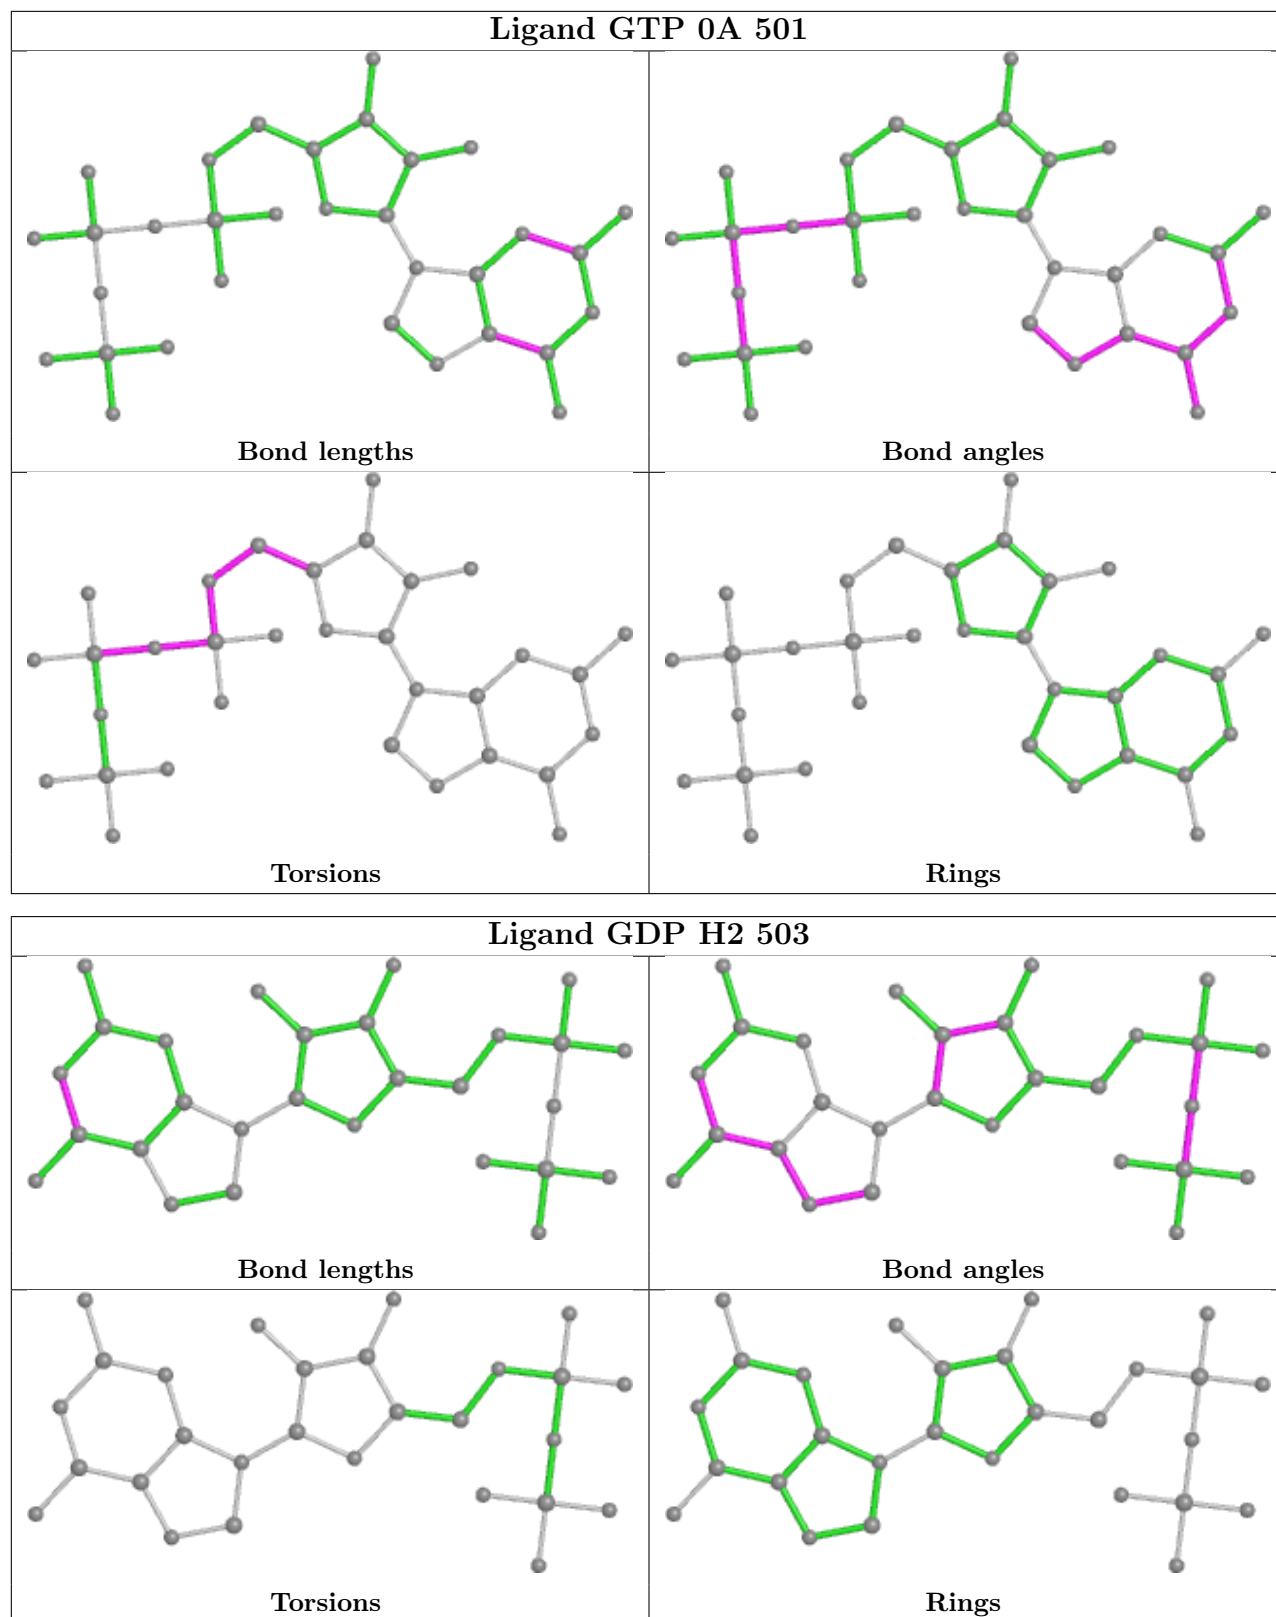 Ligand GTP 0A 501
Bond lengths
Bond angles
Torsions
Rings
Ligand GDP H2 503
Bond lengths
Bond angles
Torsions
Rings